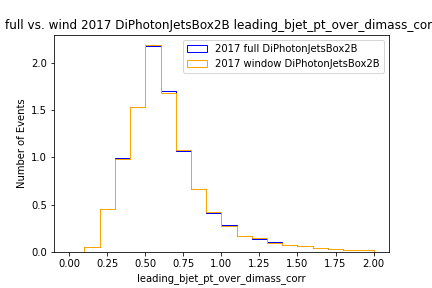 full vs. wind 2017 DiPhotonJetsBox2B leading_bjet_pt_over_dimass_cor
2017 full DiPhotonJetsBox2B
2017 window DiPhotonJetsBox2B
Number of Events
2.0
1.5
1.0
0.5
0.0
0.00 0.25 0.50 0.75 1.00 1.25 1.50 1.75 2.00
leading_bjet_pt_over_dimass_corr